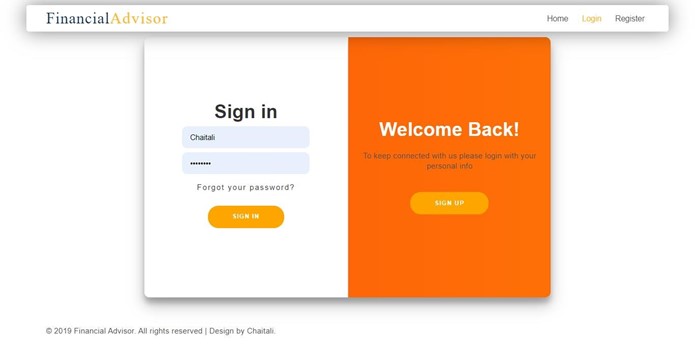 FinancialAdvisor
Home Login Register
Sign in
Chaitali
••••••••
Forgot your password?
SIGN IN
Welcome Back!
To keep connected with us please login with your
personal info
SIGN UP
© 2019 Financial Advisor. All rights reserved | Design by Chaitali.